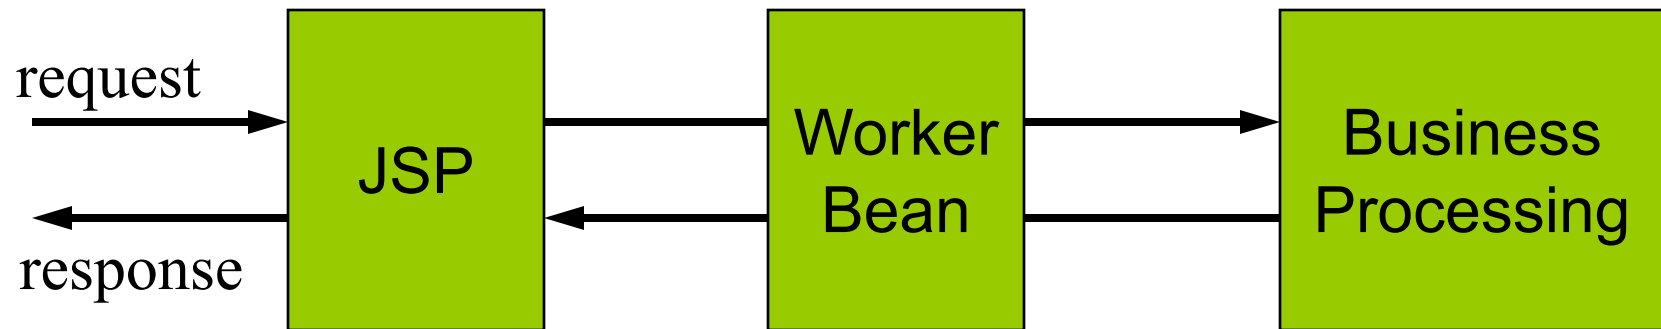 request
JSP
response
Worker
Bean
Business
Processing